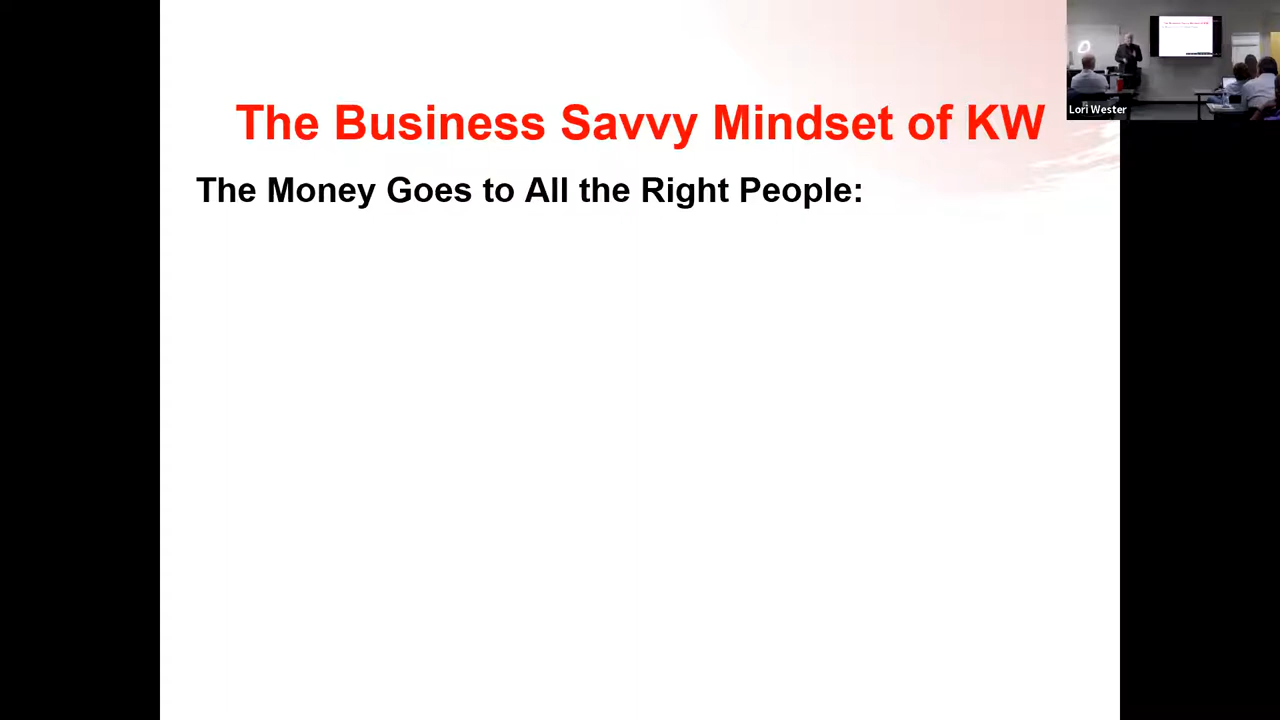 The Business Savvy Mindset of KW
The Money Goes to All the Right People:
Lori Wester